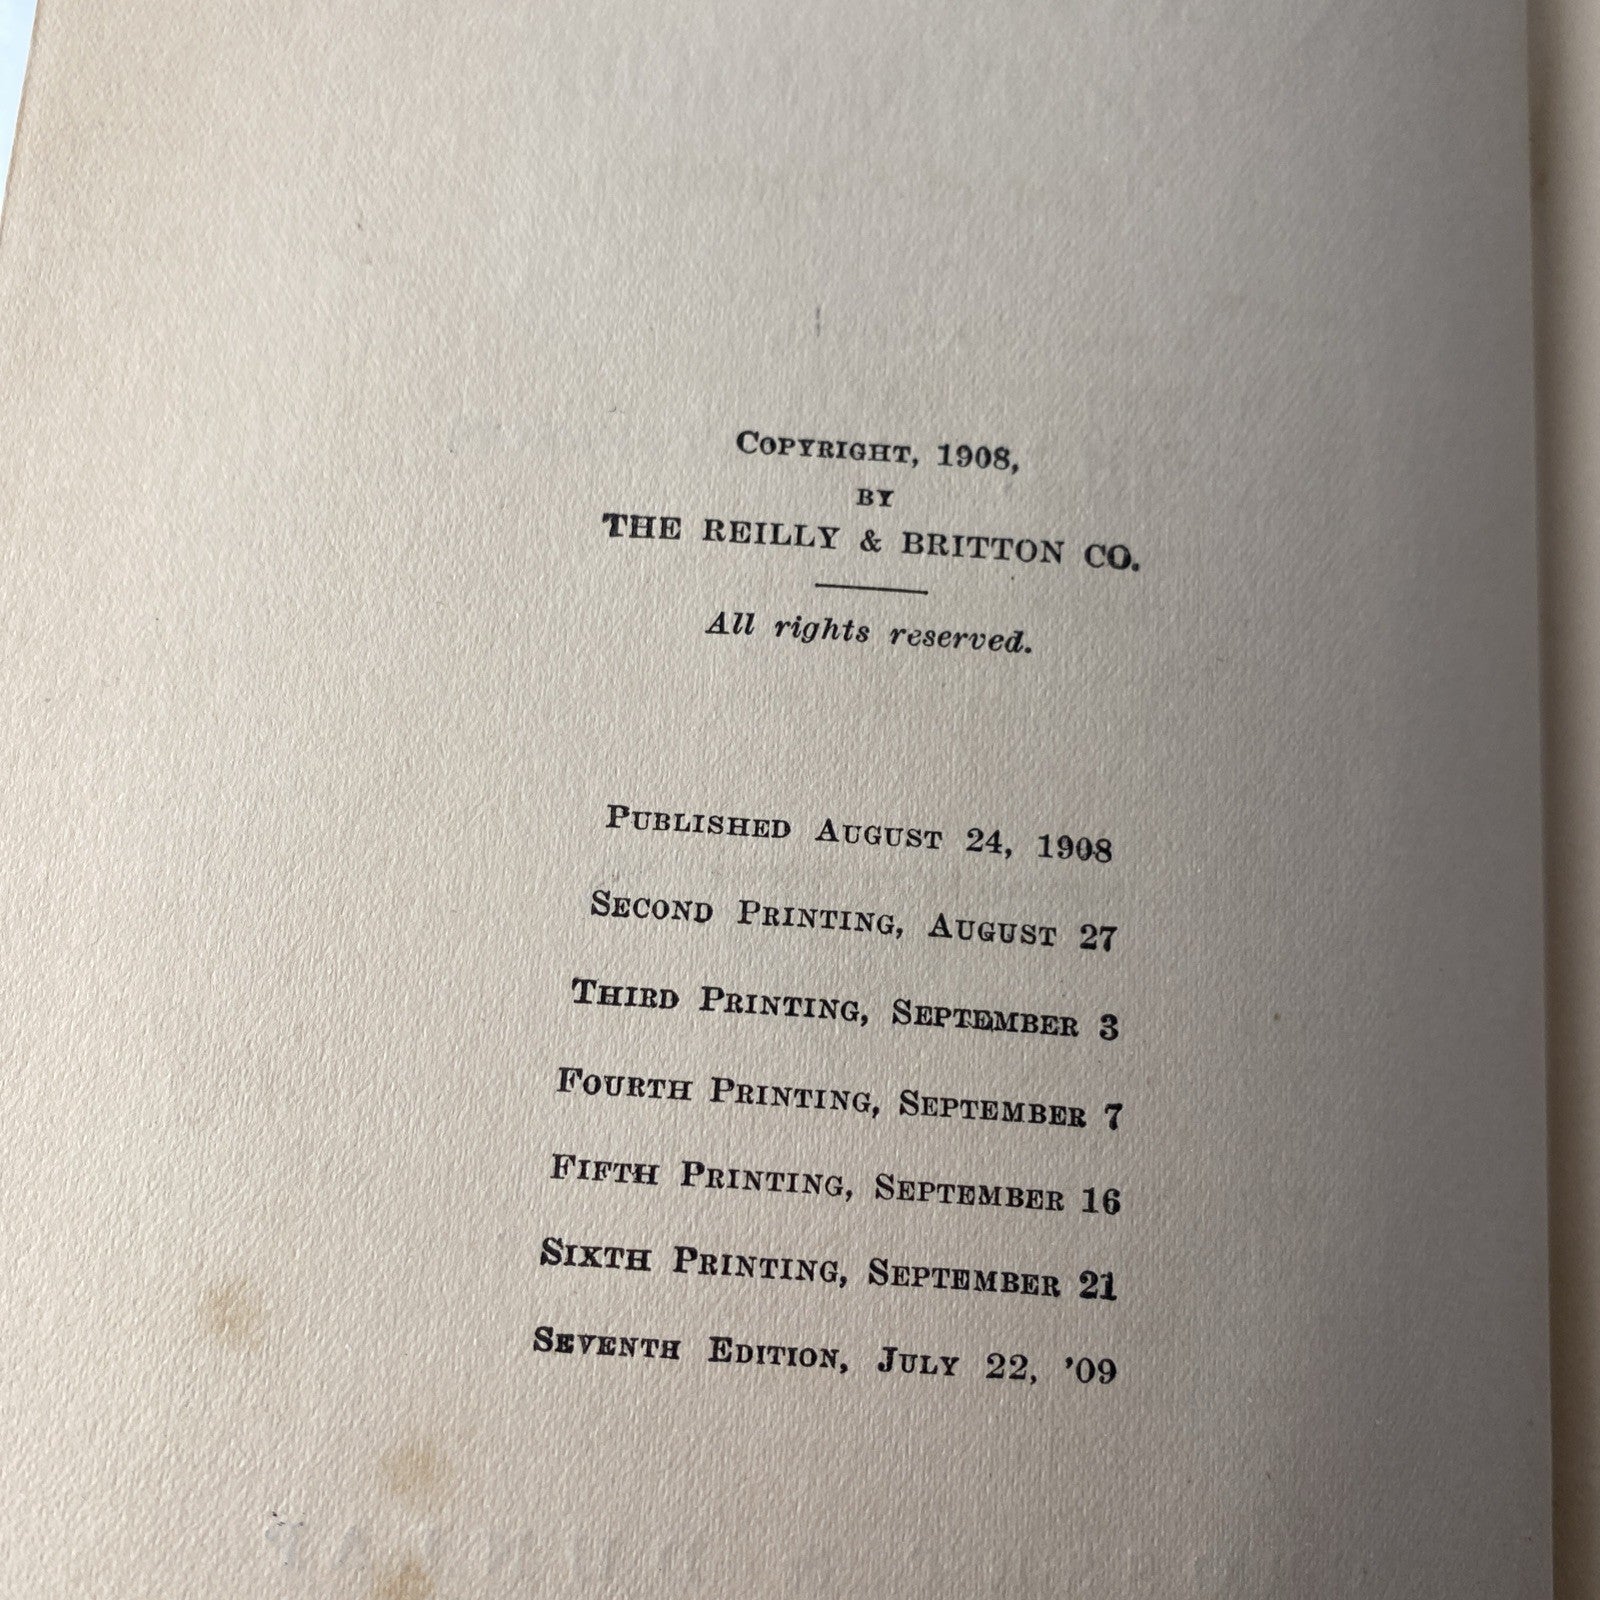 COPYRIGHT, 1908,
BY
THE REILLY & BRITTON CO.
All rights reserved.
PUBLISHED AUGUST 24, 1908
SECOND PRINTING, AUGUST 27
THIRD PRINTING, SEPTEMBER 3
FOURTH PRINTING, SEPTEMBER 7
FIFTH PRINTING, SEPTEMBER 16
SIXTH PRINTING, SEPTEMBER 21
SEVENTH EDITION, JULY 22, '09